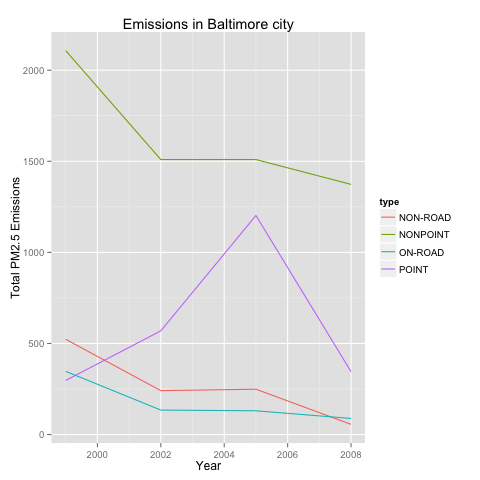 Emissions in Baltimore city
Total PM2.5 Emissions
2000
1500
1000
500
0
2000 2002 2004 2006 2008
Year
type
NON-ROAD
NONPOINT
ON-ROAD
POINT